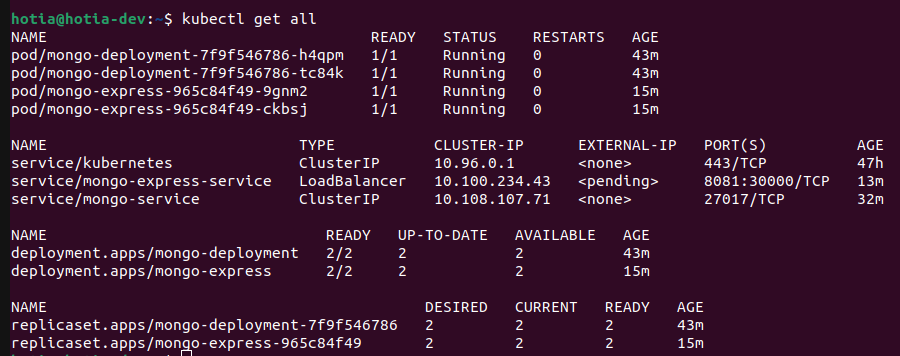 hotia@hotia-dev:~$ kubectl get all
NAME READY STATUS RESTARTS AGE
pod/mongo-deployment-7f9f546786-h4qpm 1/1 Running 0 43m
pod/mongo-deployment-7f9f546786-tc84k 1/1 Running 0 43m
pod/mongo-express-965c84f49-9gnm2 1/1 Running 0 15m
pod/mongo-express-965c84f49-ckbsj 1/1 Running 0 15m
NAME TYPE CLUSTER-IP EXTERNAL-IP PORT(S) AGE
service/kubernetes ClusterIP 10.96.0.1 <none> 443/TCP 47h
service/mongo-express-service LoadBalancer 10.100.234.43 <pending> 8081:30000/TCP 13m
service/mongo-service ClusterIP 10.108.107.71 <none> 27017/TCP 32m
NAME READY UP-TO-DATE AVAILABLE AGE
deployment.apps/mongo-deployment 2/2 2 2 43m
deployment.apps/mongo-express 2/2 2 2 15m
NAME DESIRED CURRENT READY AGE
replicaset.apps/mongo-deployment-7f9f546786 2 2 2 43m
replicaset.apps/mongo-express-965c84f49 2 2 2 15m